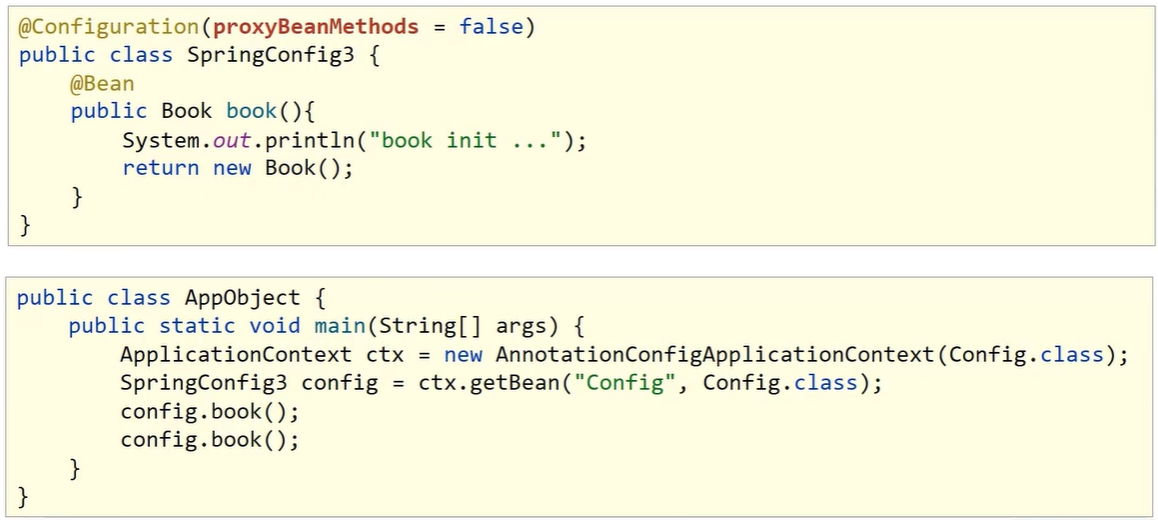 @Configuration(proxyBeanMethods = false)
public class SpringConfig3 {
    @Bean
    public Book book(){
        System.out.println("book init ...");
        return new Book();
    }
}
public class AppObject {
    public static void main(String[] args) {
        ApplicationContext ctx = new AnnotationConfigApplicationContext(Config.class);
        SpringConfig3 config = ctx.getBean("Config", Config.class);
        config.book();
        config.book();
    }
}